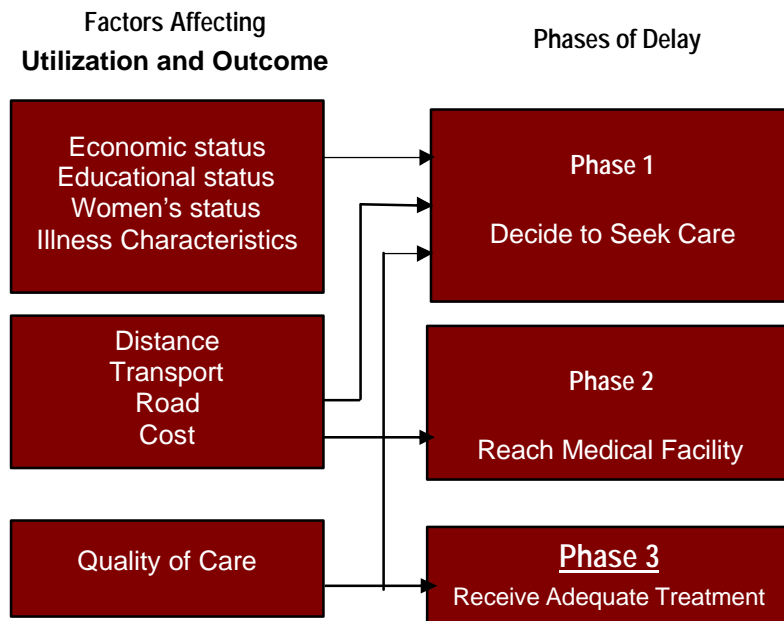 Factors Affecting
Utilization and Outcome
Economic status
Educational status
Women's status
Illness Characteristics
Distance
Transport
Road
Cost
Quality of Care
Phases of Delay
Phase 1
Decide to Seek Care
Phase 2
Reach Medical Facility
Phase 3
Receive Adequate Treatment